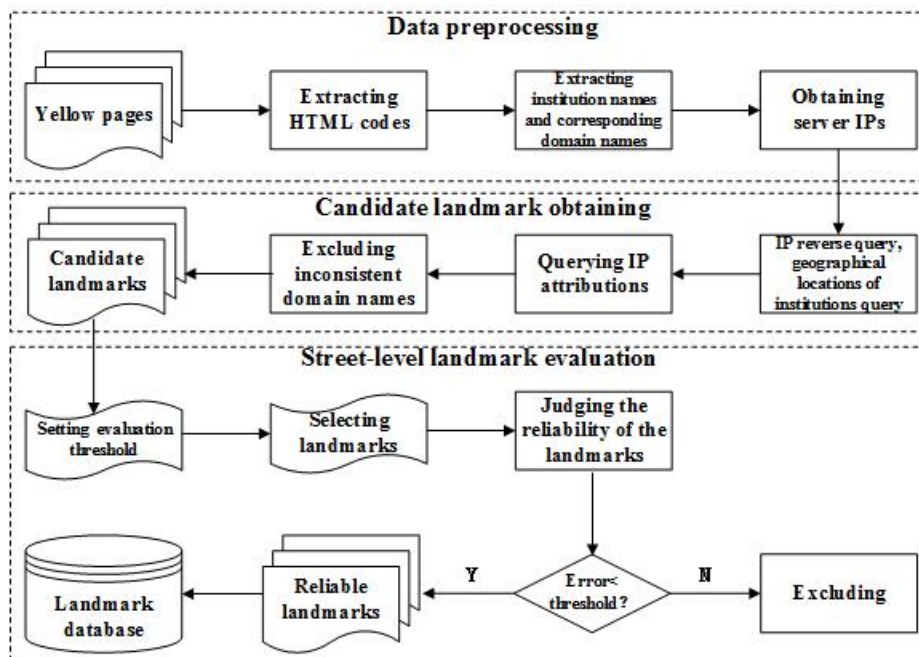 Data preprocessing
Yellow pages
Extracting
HTML codes
Extracting
institution names
and corresponding
domain names
Obtaining
server IPs
Candidate landmark obtaining
Candidate
landmarks
Excluding
inconsistent
domain names
Querying IP
attributions
IP reverse query,
geographical
locations of
institutions query
Street-level landmark evaluation
Setting evaluation
threshold
Selecting
landmarks
Judging the
reliability of the
landmarks
Landmark
database
Reliable
landmarks
Y
Error<
threshold?
N
Excluding